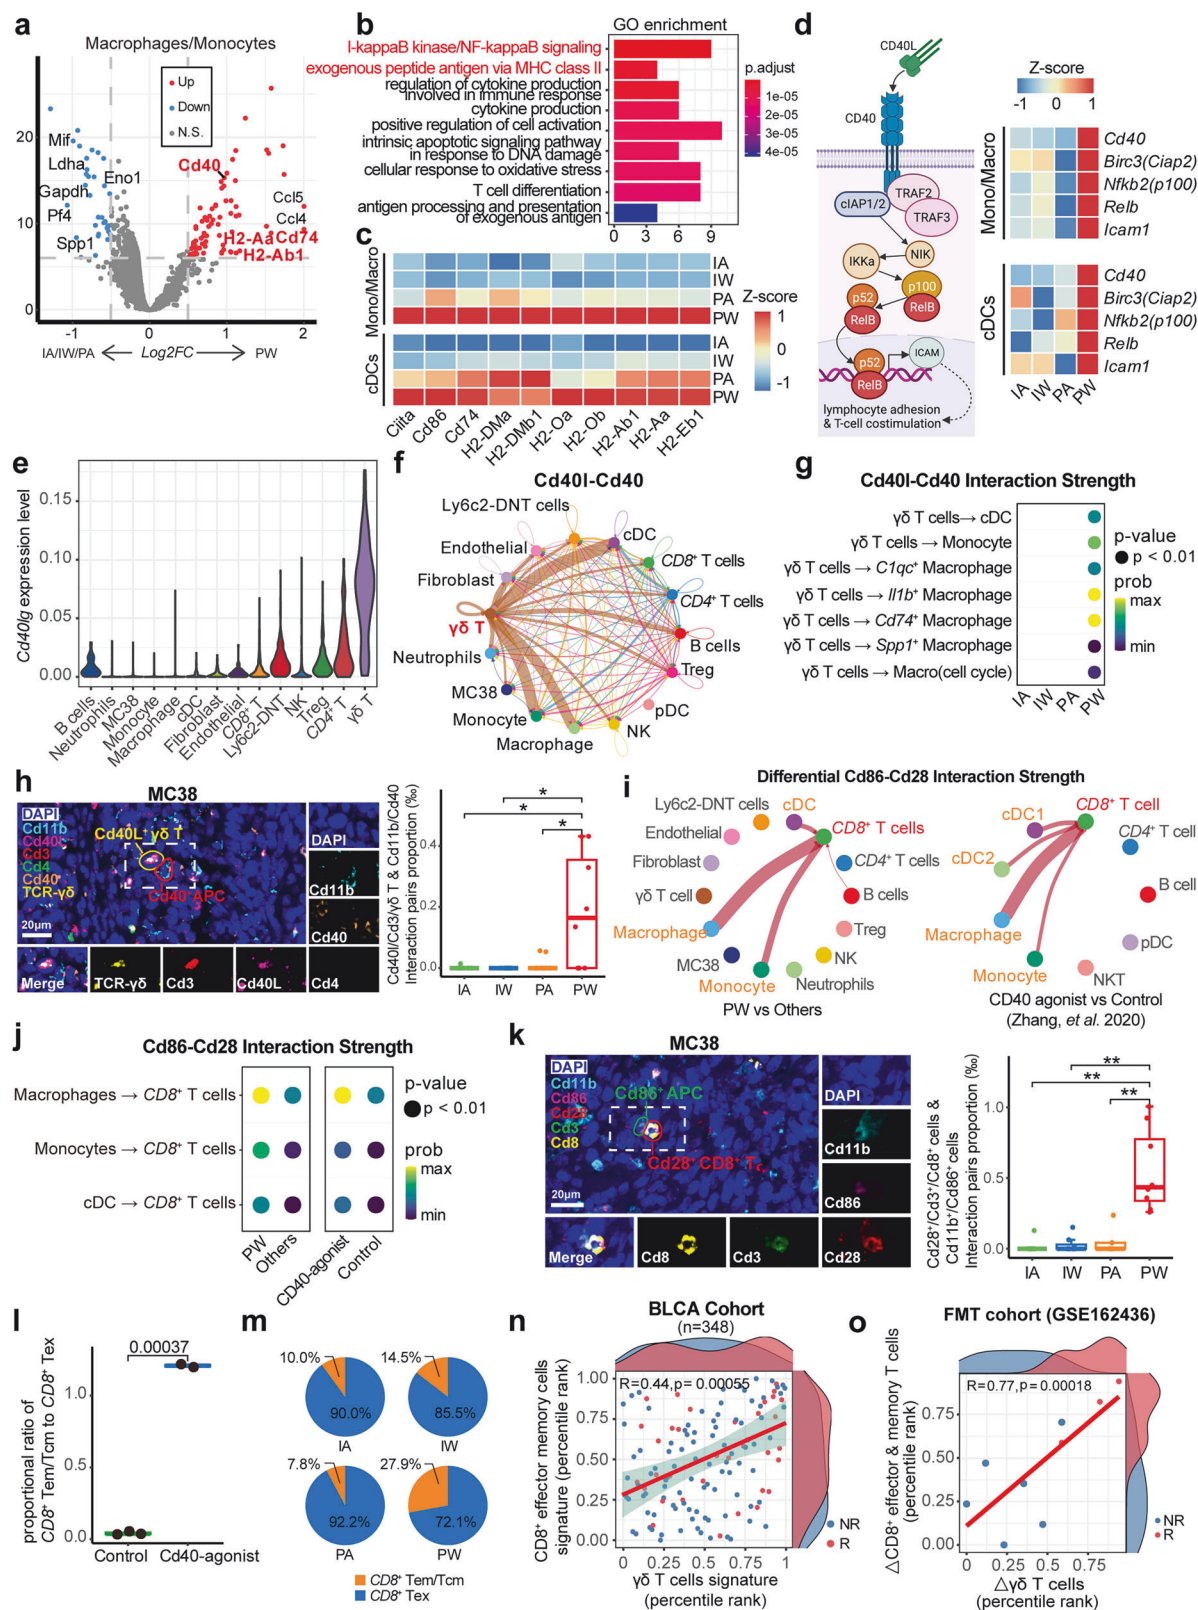 a
Macrophages/Monocytes
Up
Down
N.S.
20
10
0
Mif
Ldha
Gapdh
Pf4
Spp1
Eno1
Cd40
Ccl5
Ccl4
H2-Aa
Cd74
H2-Ab1
-1
0
1
2
IA/IW/PA
Log2FC
PW
b
GO enrichment
I-kappaB kinase/NF-kappaB signaling
exogenous peptide antigen via MHC class II
regulation of cytokine production
involved in immune response
cytokine production
positive regulation of cell activation
intrinsic apoptotic signaling pathway
in response to DNA damage
cellular response to oxidative stress
T cell differentiation
antigen processing and presentation
of exogenous antigen
0 3 6 9
p.adjust
1e-05
2e-05
3e-05
4e-05
c
Mono/Macro
cDCs
IA
IW
PA
PW
IA
IW
PA
PW
Z-score
1
0
-1
Ciita
Cd86
Cd74
H2-DMa
H2-DMb1
H2-Oa
H2-Ob
H2-Ab1
H2-Aa
H2-Eb1
d
CD40L
CD40
TRAF2
cIAP1/2
TRAF3
IKKa
NIK
p52
p100
RelB
RelB
p52
ICAM
RelB
lymphocyte adhesion
& T-cell costimulation
Z-score
-1 0 1
Mono/Macro
Cd40
Birc3(Ciap2)
Nfkb2(p100)
Relb
Icam1
cDCs
Cd40
Birc3(Ciap2)
Nfkb2(p100)
Relb
Icam1
IA
IW
PA
PW
e
Cd40lg expression level
0.15
0.10
0.05
0.00
B cells
Neutrophils
MC38
Monocyte
Macrophage
cDC
Fibroblast
Endothelial
CD8+ T
Ly6c2-DNT
NK
Treg
CD4+ T
γδ T
f
Cd40l-Cd40
Ly6c2-DNT cells
cDC
Endothelial
CD8+ T cells
Fibroblast
CD4+ T cells
γδ T
B cells
Neutrophils
Treg
MC38
pDC
Monocyte
NK
Macrophage
g
Cd40l-Cd40 Interaction Strength
γδ T cells→ cDC
γδ T cells → Monocyte
γδ T cells → C1qc+ Macrophage
γδ T cells → Il1b+ Macrophage
γδ T cells → Cd74+ Macrophage
γδ T cells → Spp1+ Macrophage
γδ T cells → Macro(cell cycle)
IA
IW
PA
PW
p-value
p < 0.01
prob
max
min
h
MC38
DAPI
Cd11b
Cd40l
Cd3
Cd4
Cd40
TCR-γδ
Cd40L+ γδ T
Cd40+ APC
20μm
DAPI
Cd11b
Cd40
Merge
TCR-γδ
Cd3
Cd40L
Cd4
Cd40l/Cd3/γδ T & Cd11b/Cd40
Interaction pairs proportion (‰)
0.4
0.2
0.0
*
*
*
IA IW PA PW
i
Differential Cd86-Cd28 Interaction Strength
Ly6c2-DNT cells
cDC
Endothelial
CD8+ T cells
Fibroblast
CD4+ T cells
γδ T cell
B cells
Macrophage
Treg
MC38
NK
Monocyte
Neutrophils
PW vs Others
CD8+ T cell
cDC1
CD4+ T cell
cDC2
B cell
Macrophage
pDC
Monocyte
NKT
CD40 agonist vs Control
(Zhang, et al. 2020)
j
Cd86-Cd28 Interaction Strength
Macrophages → CD8+ T cells
Monocytes → CD8+ T cells
cDC → CD8+ T cells
PW
Others
CD40-agonist
Control
p-value
p < 0.01
prob
max
min
k
MC38
DAPI
Cd11b
Cd86
Cd28
Cd3
Cd8
Cd86+ APC
Cd28+ CD8+ T
20μm
DAPI
Cd11b
Cd86
Merge
Cd8
Cd3
Cd28
Cd28+/Cd3+/Cd8+ cells &
Cd11b+/Cd86+ cells
Interaction pairs proportion (‰)
1.0
0.5
0.0
**
**
**
IA IW PA PW
l
proportional ratio of
CD8+ Tem/Tcm to CD8+ Tex
0.00037
1.0
0.0
Control
Cd40-agonist
m
10.0%
90.0%
IA
14.5%
85.5%
IW
7.8%
92.2%
PA
27.9%
72.1%
PW
CD8+ Tem/Tcm
CD8+ Tex
n
BLCA Cohort
(n=348)
R=0.44,p= 0.00055
CD8+ effector memory cells
signature (percentile rank)
1.00
0.75
0.50
0.25
0.00
0 0.25 0.5 0.75 1
γδ T cells signature
(percentile rank)
NR
R
o
FMT cohort (GSE162436)
R=0.77,p= 0.00018
△CD8+ effector & memory T cells
(percentile rank)
0.75
0.50
0.25
0.00
0 0.25 0.5 0.75
△γδ T cells
(percentile rank)
NR
R